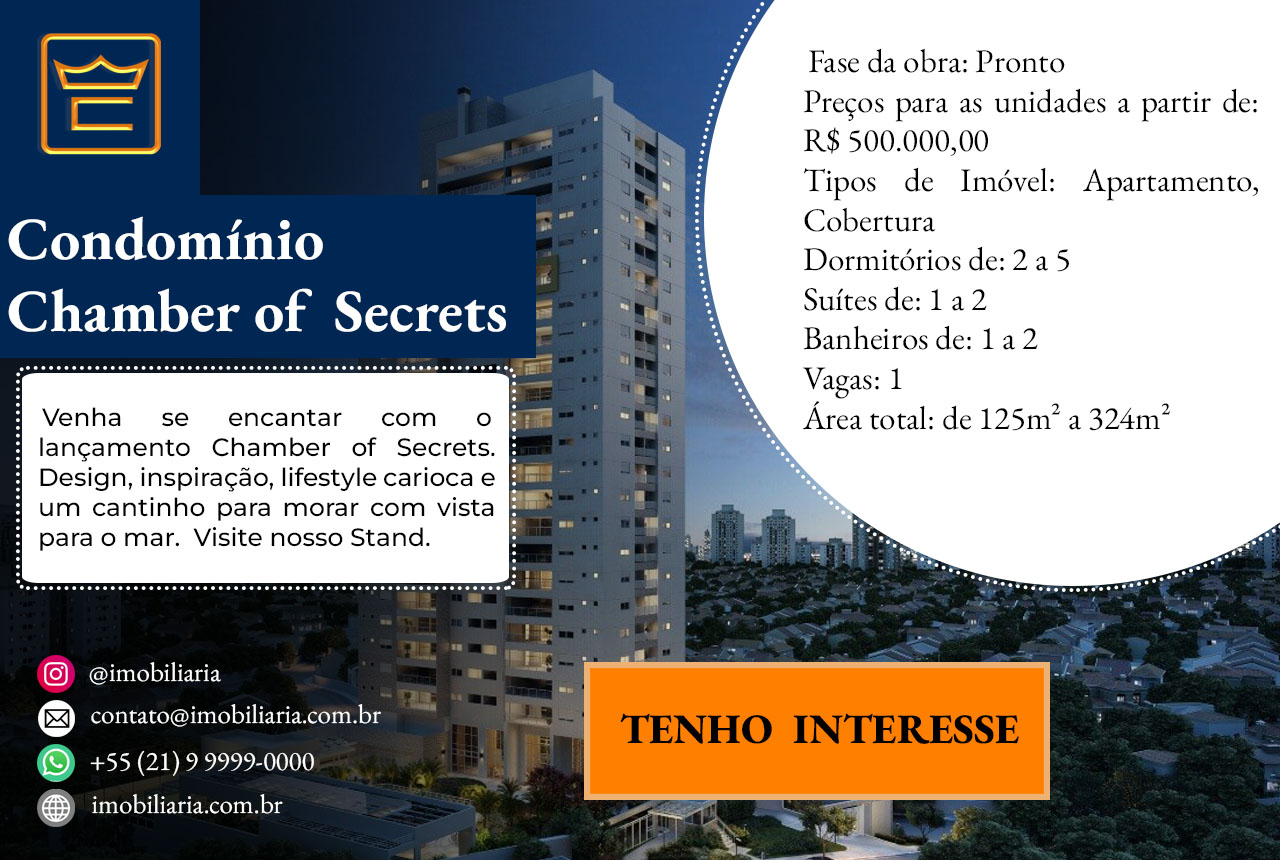 Condomínio
Chamber of Secrets
Venha se encantar com o
lançamento Chamber of Secrets.
Design, inspiração, lifestyle carioca e
um cantinho para morar com vista
para o mar. Visite nosso Stand.
@imobiliaria
contato@imobiliaria.com.br
+55 (21) 9 9999-0000
imobiliaria.com.br
Fase da obra: Pronto
Preços para as unidades a partir de:
R$ 500.000,00
Tipos de Imóvel: Apartamento,
Cobertura
Dormitórios de: 2 a 5
Suítes de: 1 a 2
Banheiros de: 1 a 2
Vagas: 1
Área total: de 125m² a 324m²
TENHO INTERESSE